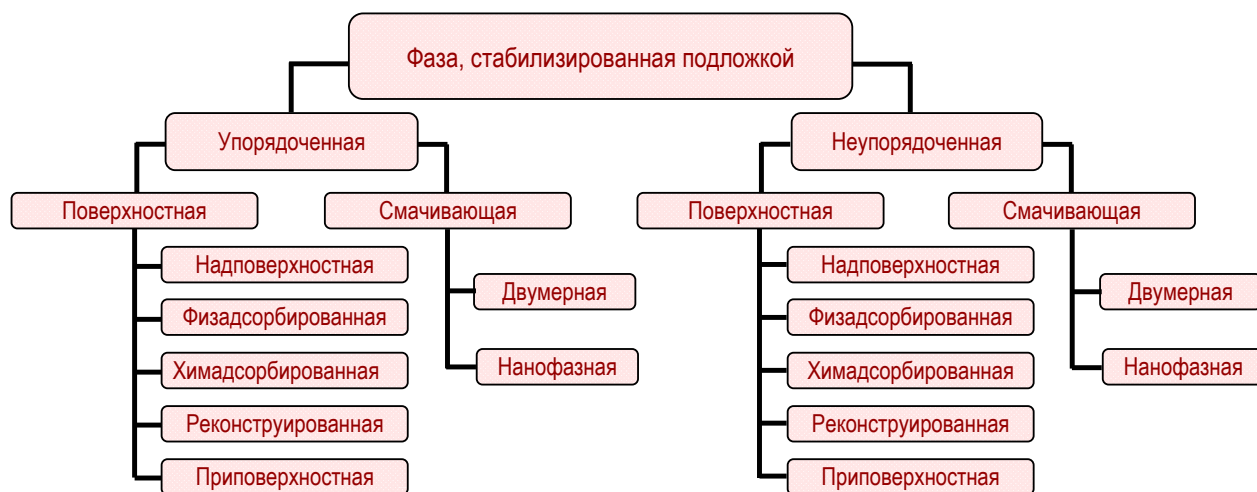 Фаза, стабилизированная подложкой
Упорядоченная
Неупорядоченная
Поверхностная
Смачивающая
Поверхностная
Смачивающая
Надповерхностная
Физадсорбированная
Химадсорбированная
Реконструированная
Приповерхностная
Двумерная
Нанофазная
Надповерхностная
Физадсорбированная
Химадсорбированная
Реконструированная
Приповерхностная
Двумерная
Нанофазная